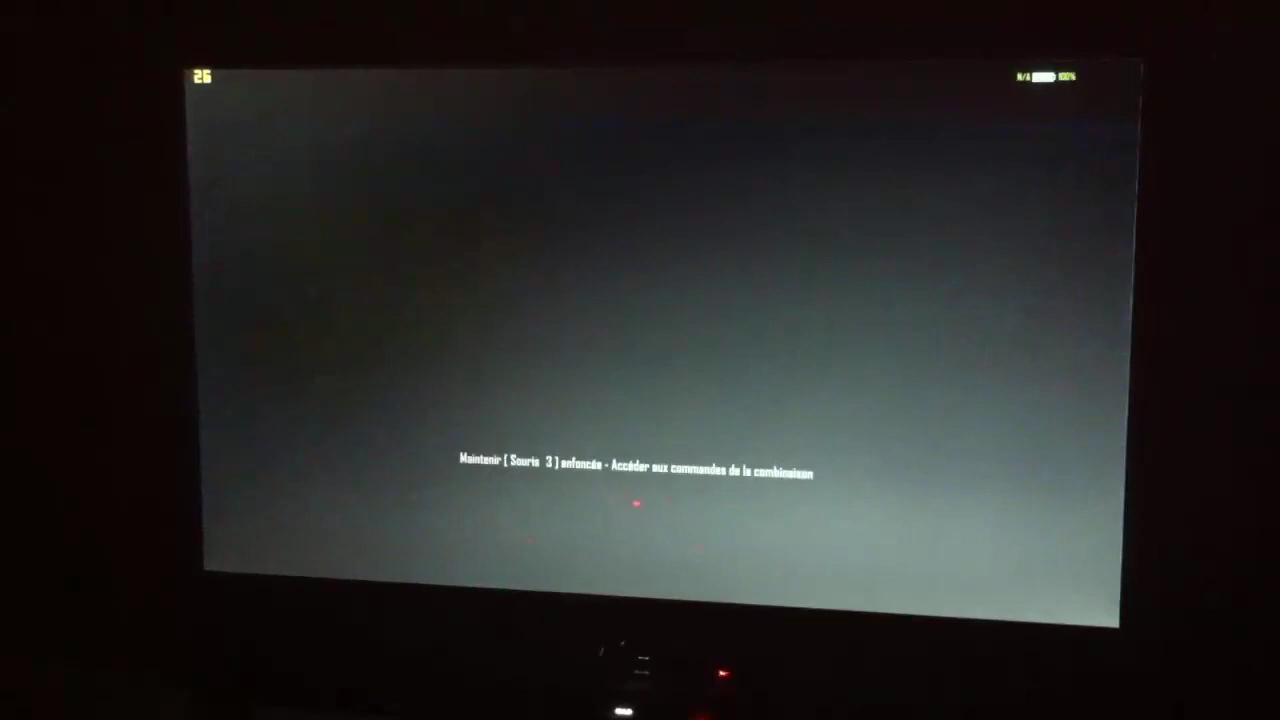 26
N/A 100%
Maintenir [ Souris 3 ] enfoncée - Accéder aux commandes de la combinaison